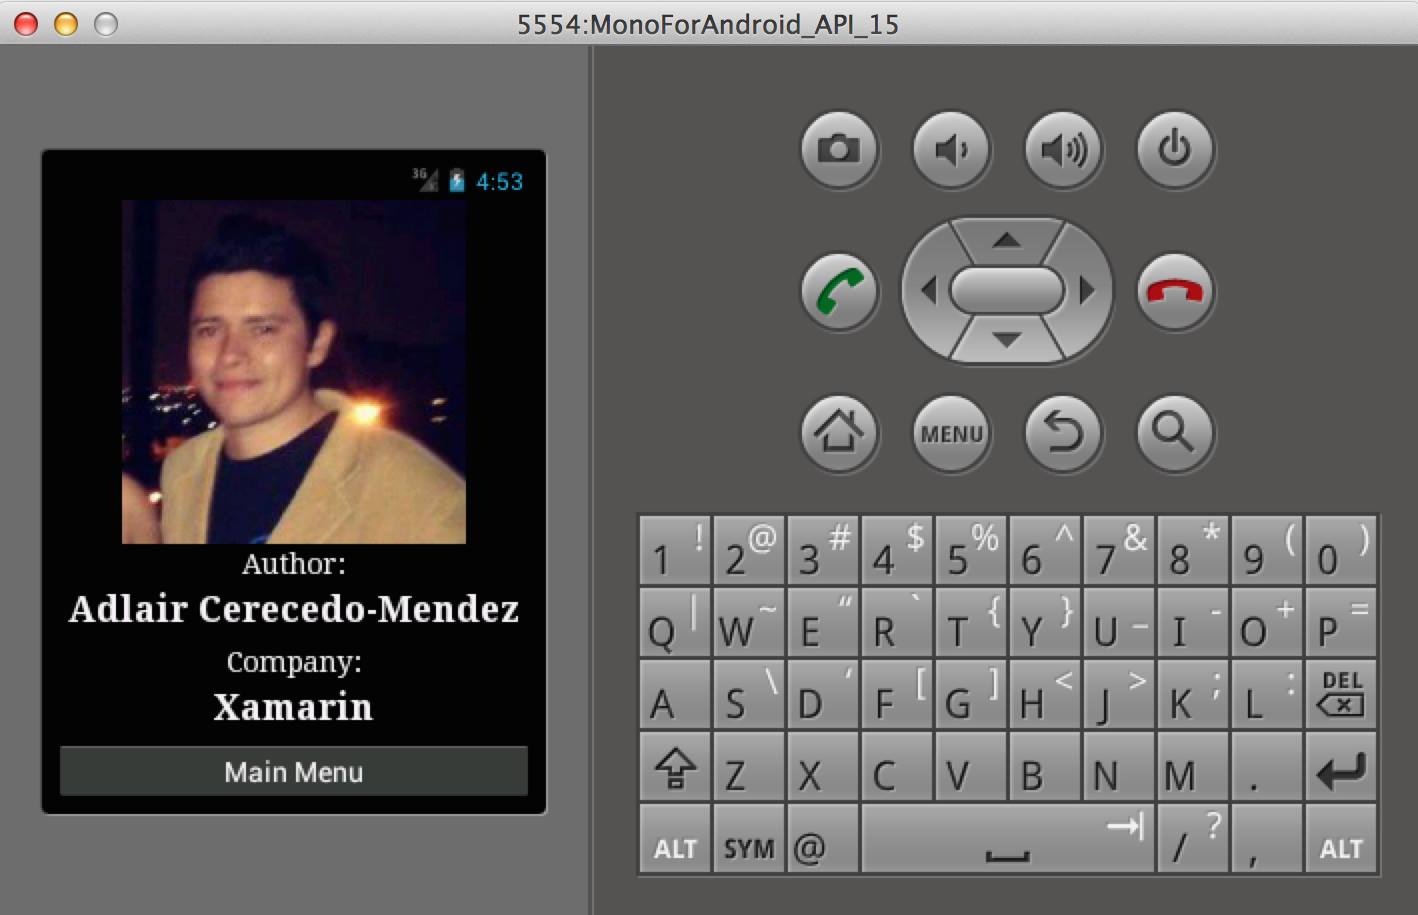 5554:MonoForAndroid_API_15
3G 4:53
Author:
Adlair Cerecedo-Mendez
Company:
Xamarin
Main Menu
MENU
1 ! 2 @ 3 # 4 $ 5 % 6 ^ 7 & 8 * 9 ( 0 )
Q | W ~ E " R ` T { Y } U _ I - O + P =
A S \ D ' F [ G ] H < J > K ; L : DEL
Z X C V B N M .
ALT SYM @ / ? , ALT